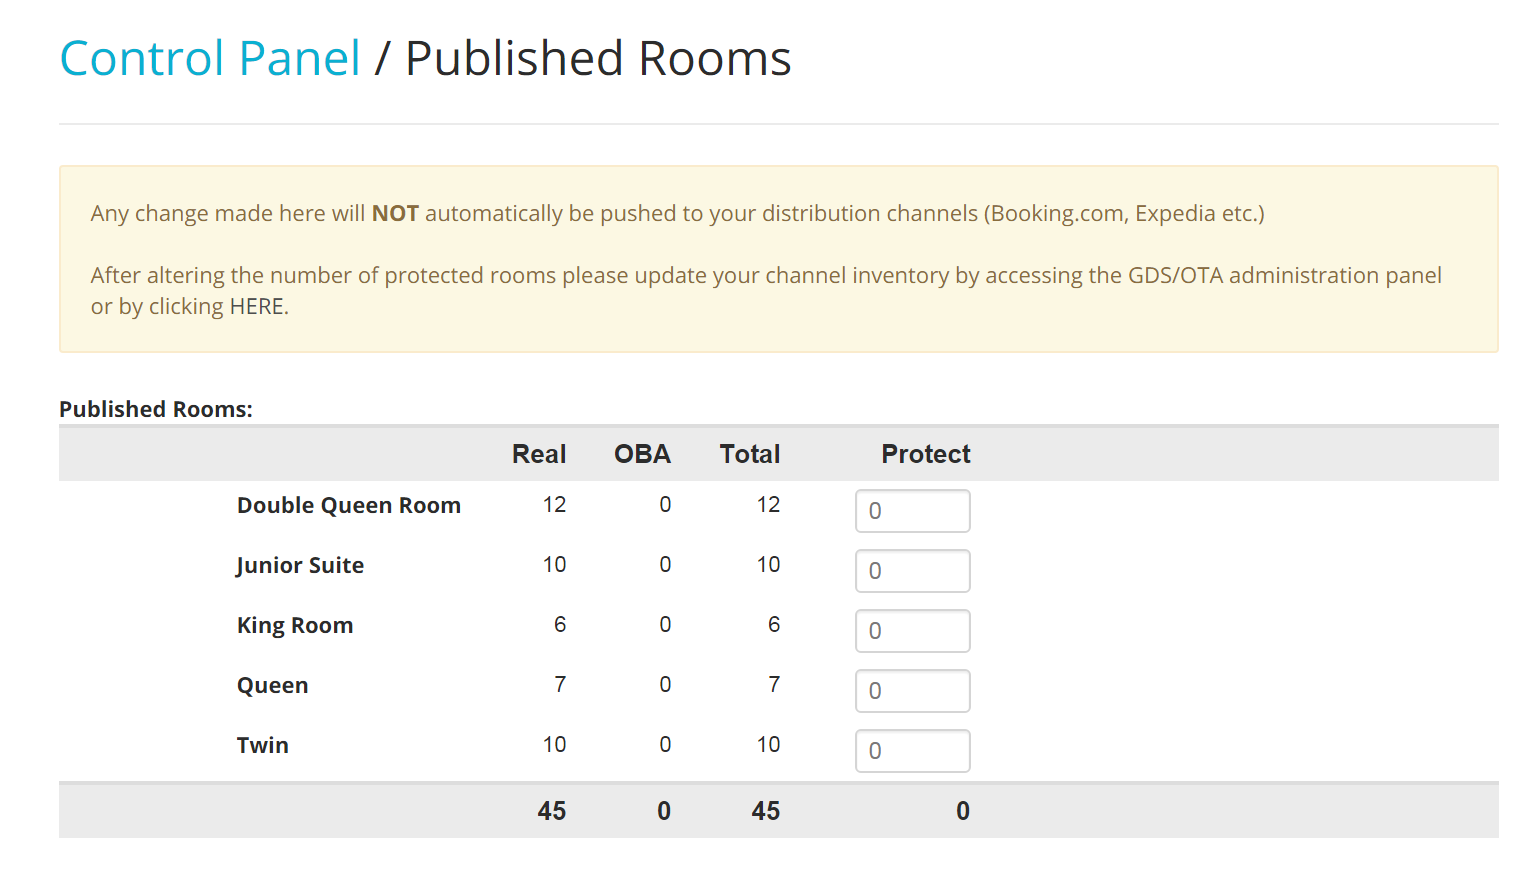 Control Panel / Published Rooms
Any change made here will NOT automatically be pushed to your distribution channels (Booking.com, Expedia etc.)
After altering the number of protected rooms please update your channel inventory by accessing the GDS/OTA administration panel
or by clicking HERE.
Published Rooms:
Real OBA Total Protect
Double Queen Room 12 0 12 0
Junior Suite 10 0 10 0
King Room 6 0 6 0
Queen 7 0 7 0
Twin 10 0 10 0
45 0 45 0